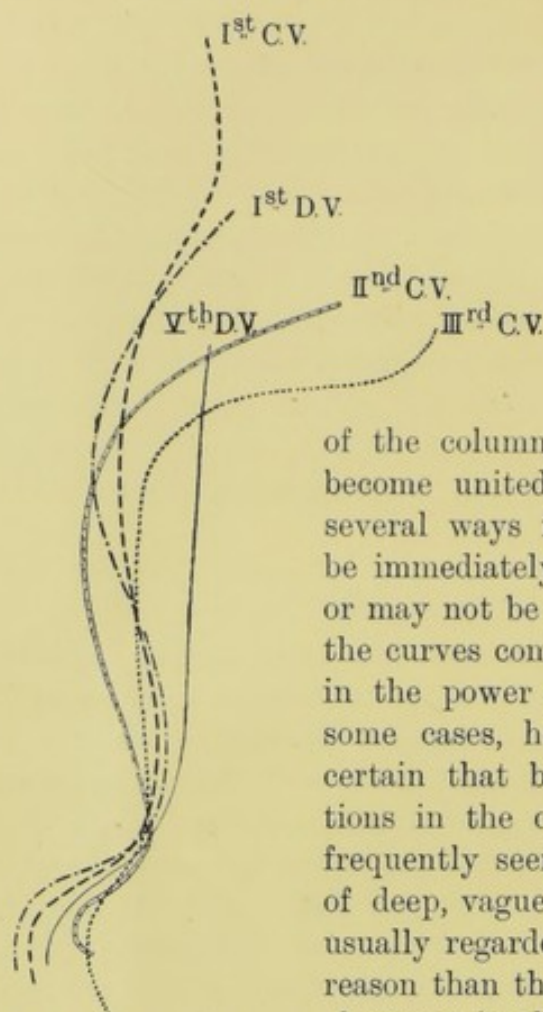 Ist C.V.
Ist D.V.
IInd C.V.
Vth D.V.
IIIrd C.V.
of the column
become united
several ways
be immediately
or may not be
the curves con
in the power
some cases, h
certain that b
tions in the c
frequently seen
of deep, vague
usually regarde
reason than th